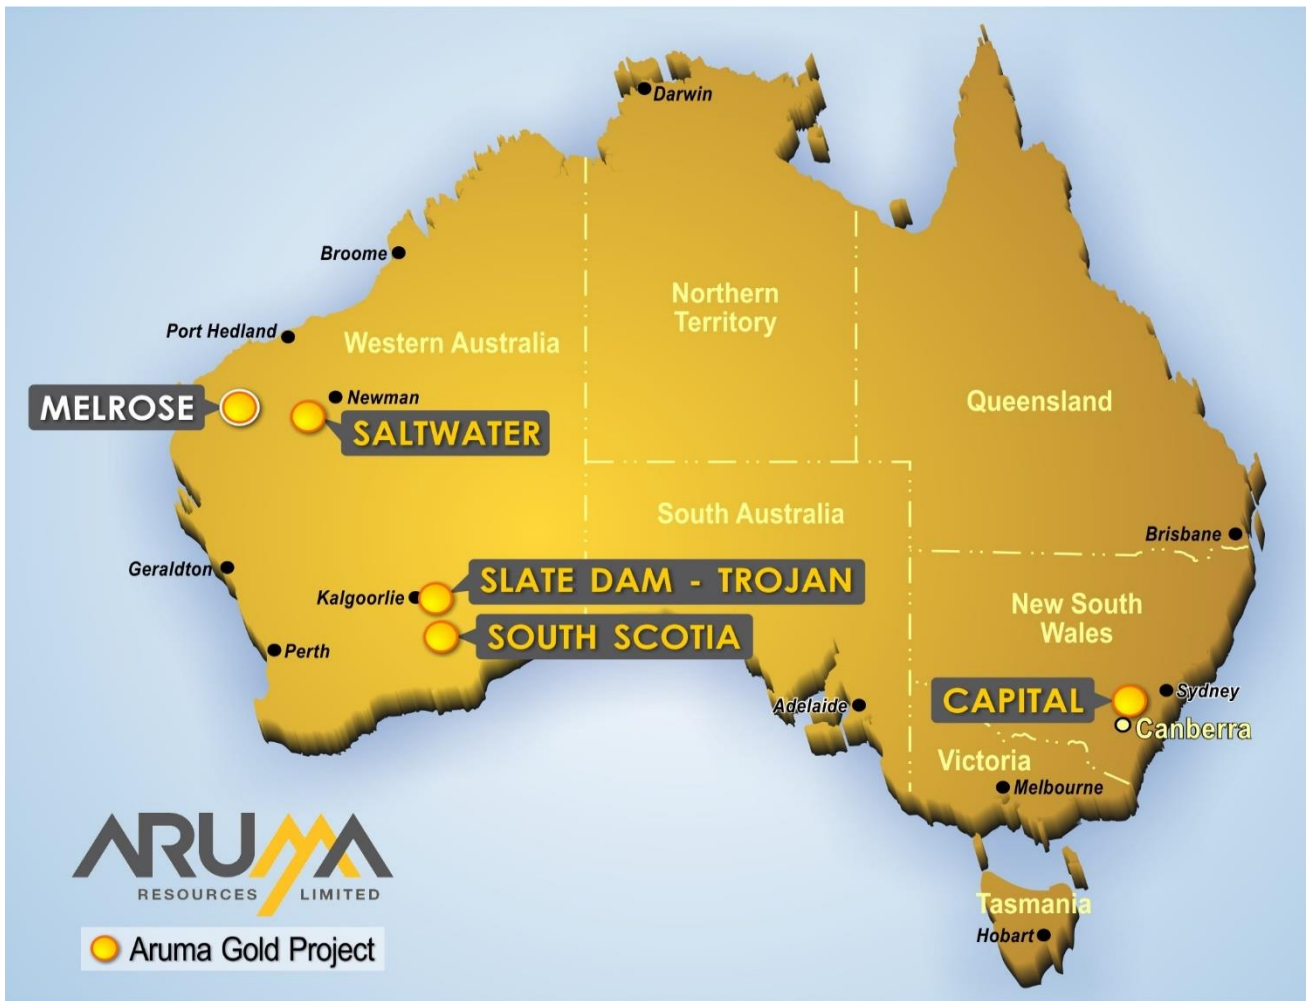 Darwin
Broome
Northern
Territory
Port Hedland
Western Australia
Newman
MELROSE
SALTWATER
Queensland
South Australia
Brisbane
Geraldton
Kalgoorlie
SLATE DAM - TROJAN
New South
Wales
SOUTH SCOTIA
Perth
CAPITAL
Sydney
Adelaide
Canberra
Victoria
Melbourne
ARUMA
RESOURCES LIMITED
Tasmania
Hobart
Aruma Gold Project